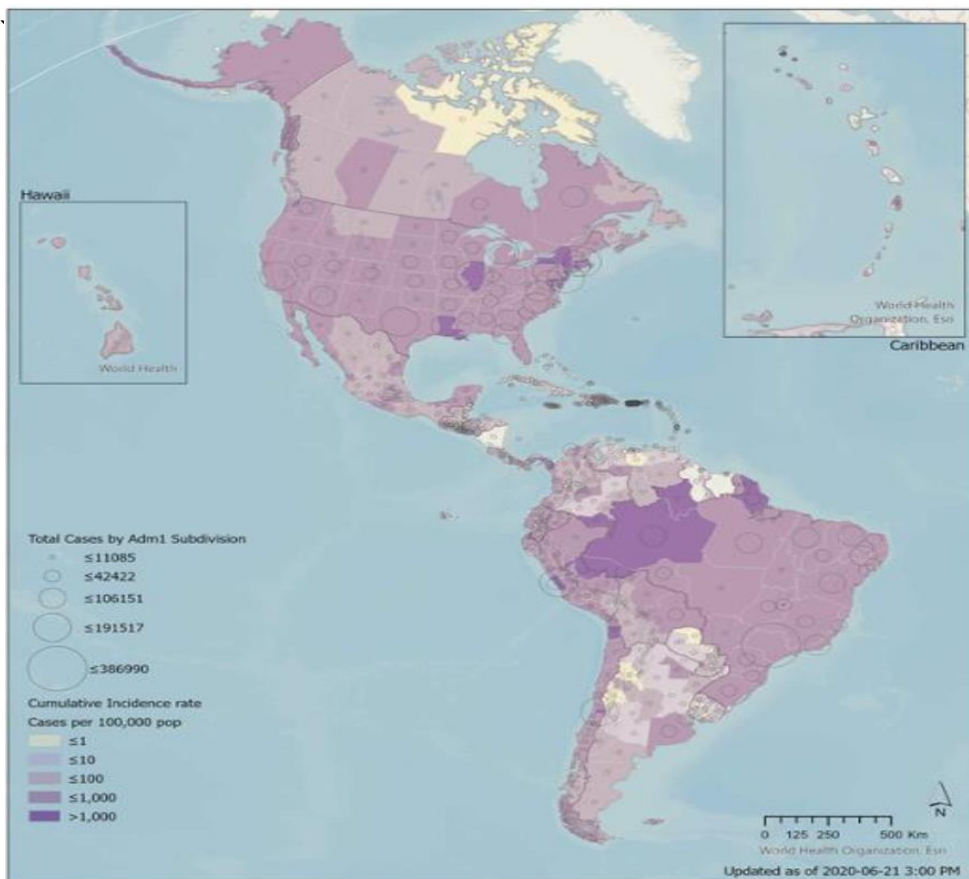 Hawaii
World Health
World Health
Organization, Esri
Caribbean
Total Cases by Adm1 Subdivision
≤11085
≤42422
≤106151
≤191517
≤386990
Cumulative Incidence rate
Cases per 100,000 pop
≤1
≤10
≤100
≤1,000
>1,000
N
0 125 250 500 Km
World Health Organization, Esri
Updated as of 2020-06-21 3:00 PM